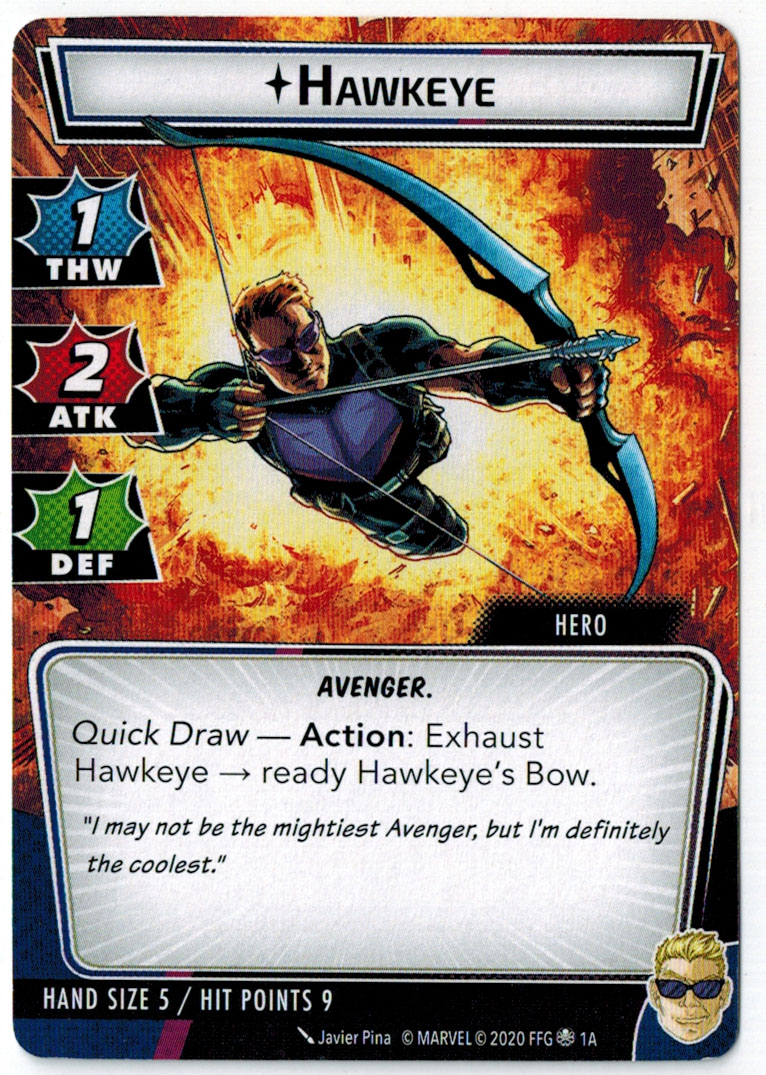 HAWKEYE
1
THW
2
ATK
1
DEF
HERO
AVENGER.
Quick Draw — Action: Exhaust
Hawkeye → ready Hawkeye's Bow.
"I may not be the mightiest Avenger, but I'm definitely
the coolest."
HAND SIZE 5 / HIT POINTS 9
Javier Pina © MARVEL © 2020 FFG 1A